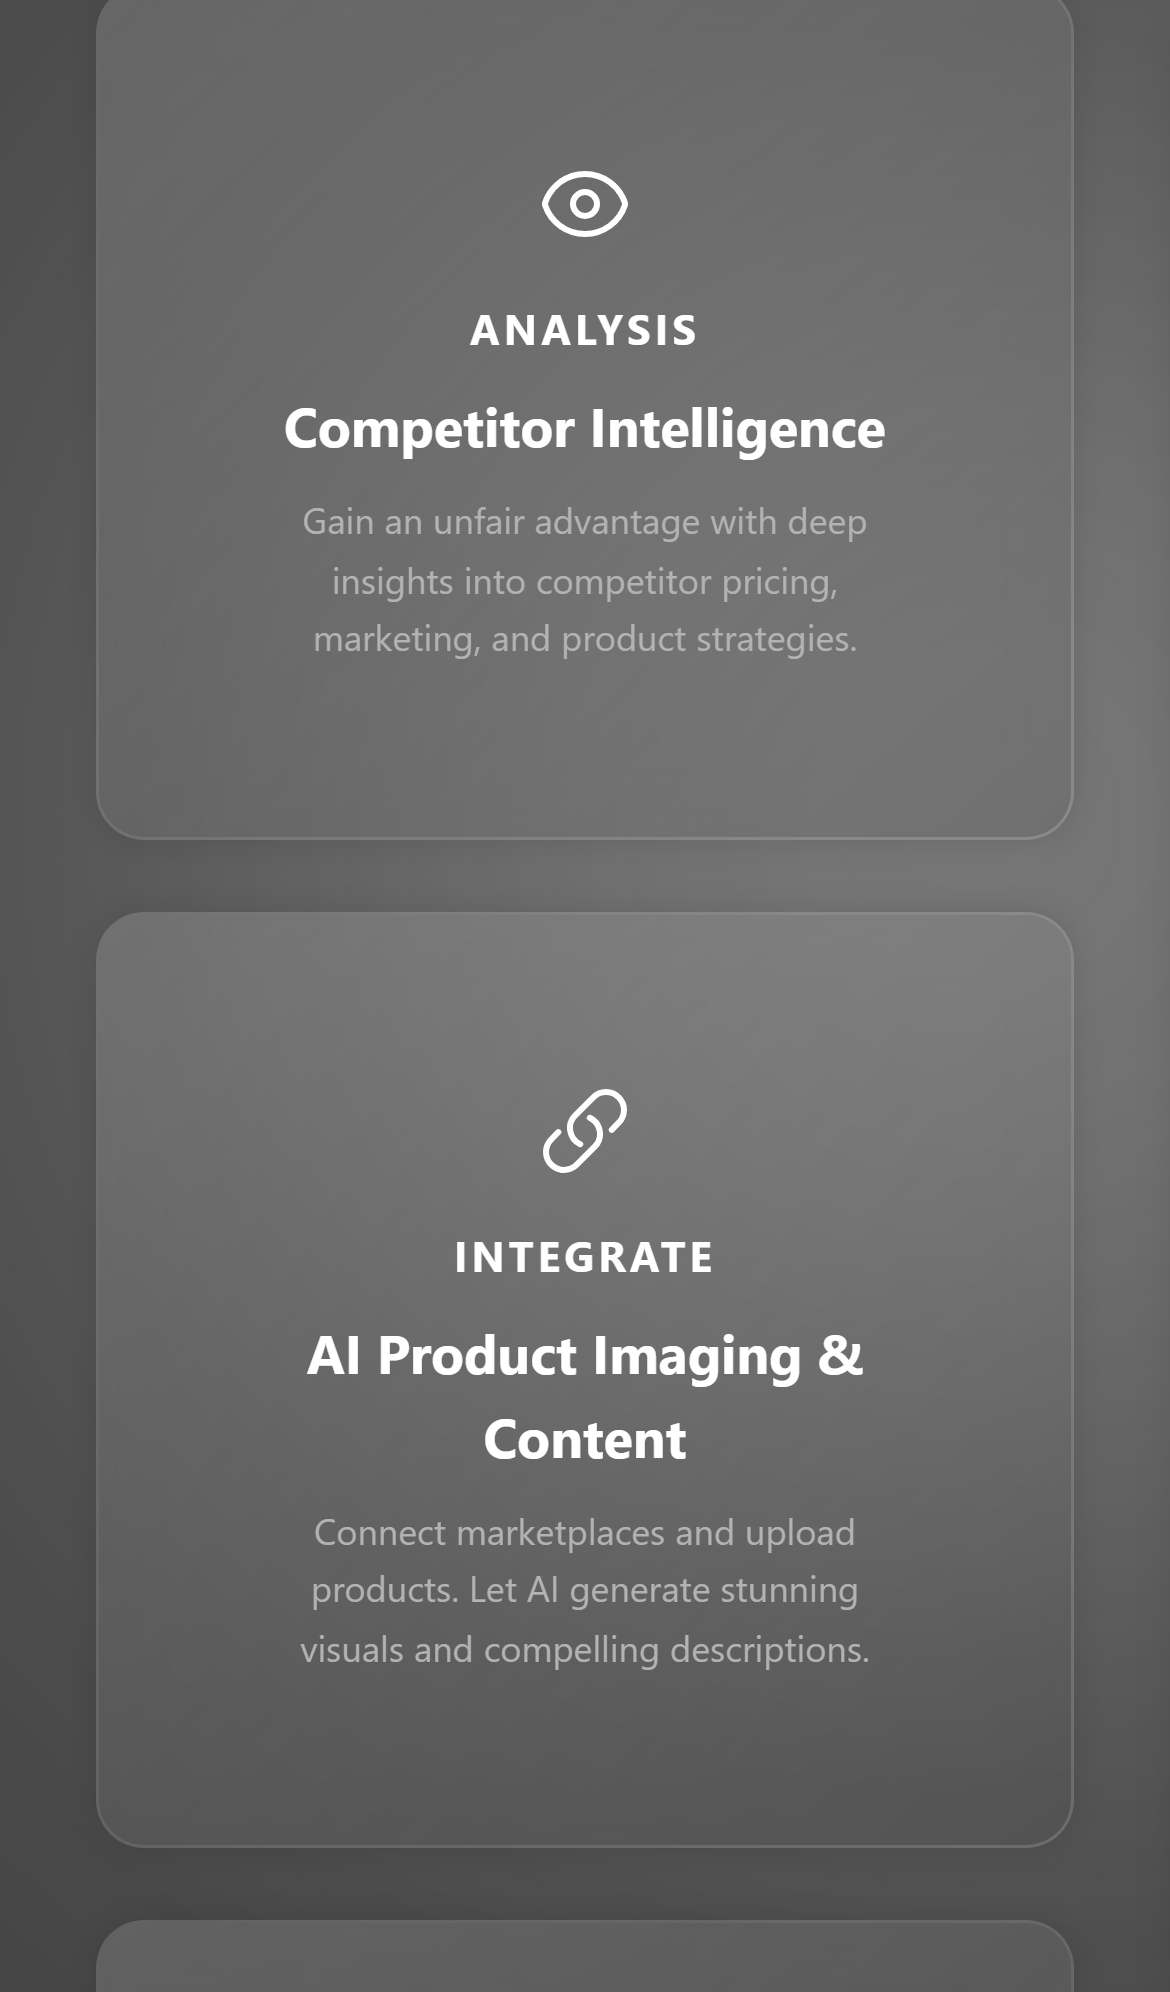 ANALYSIS
Competitor Intelligence
Gain an unfair advantage with deep
insights into competitor pricing,
marketing, and product strategies.
INTEGRATE
AI Product Imaging &
Content
Connect marketplaces and upload
products. Let AI generate stunning
visuals and compelling descriptions.